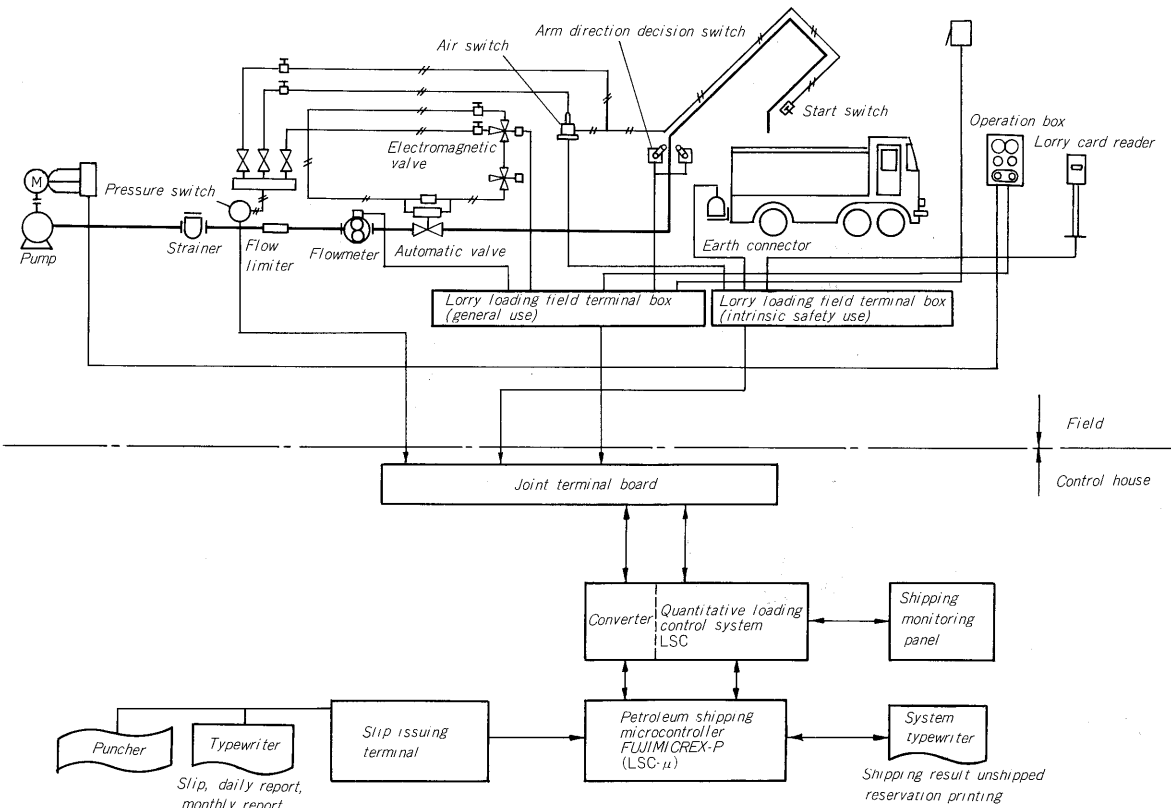 Arm direction decision switch
Air switch
Start switch
Operation box
Lorry card reader
Electromagnetic
valve
M
Pressure switch
Pump
Strainer
Flow
limiter
Flowmeter
Automatic valve
Earth connector
Lorry loading field terminal box
(general use)
Lorry loading field terminal box
(intrinsic safety use)
Field
Control house
Joint terminal board
Converter
Quantitative loading
control system
LSC
Shipping
monitoring
panel
Puncher
Typewriter
Slip issuing
terminal
Petroleum shipping
microcontroller
FUJIMICREX-P
(LSC-μ)
System
typewriter
Slip, daily report,
monthly report
Shipping result unshipped
reservation printing